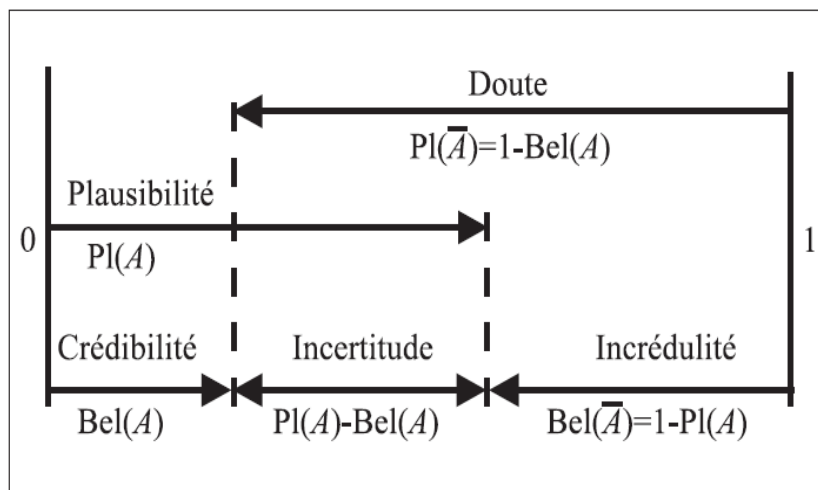 Doute
Pl(A̅)=1-Bel(A)
Plausibilité
0
Pl(A)
1
Crédibilité
Incertitude
Incrédulité
Bel(A)
Pl(A)-Bel(A)
Bel(A̅)=1-Pl(A)